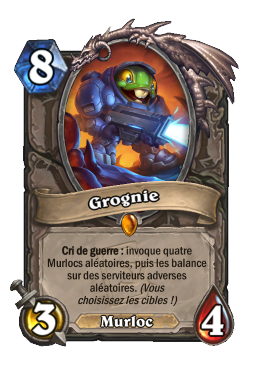 8
Grognie
Cri de guerre : invoque quatre
Murlocs aléatoires, puis les balance
sur des serviteurs adverses
aléatoires. (Vous
choisissez les cibles !)
3
Murloc
4